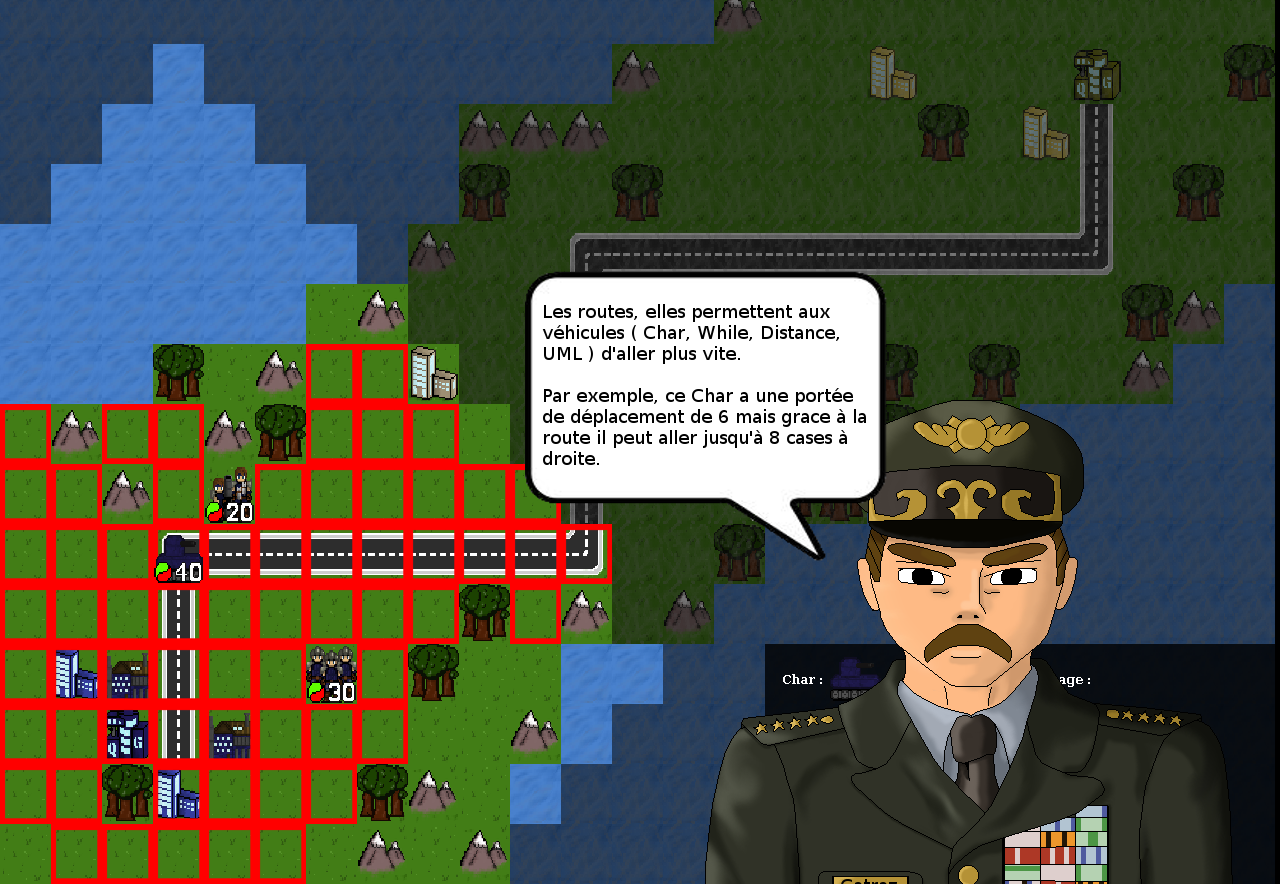 Les routes, elles permettent aux
véhicules ( Char, While, Distance,
UML ) d'aller plus vite.
Par exemple, ce Char a une portée
de déplacement de 6 mais grace à la
route il peut aller jusqu'à 8 cases à
droite.
20
40
30
Char :
age :